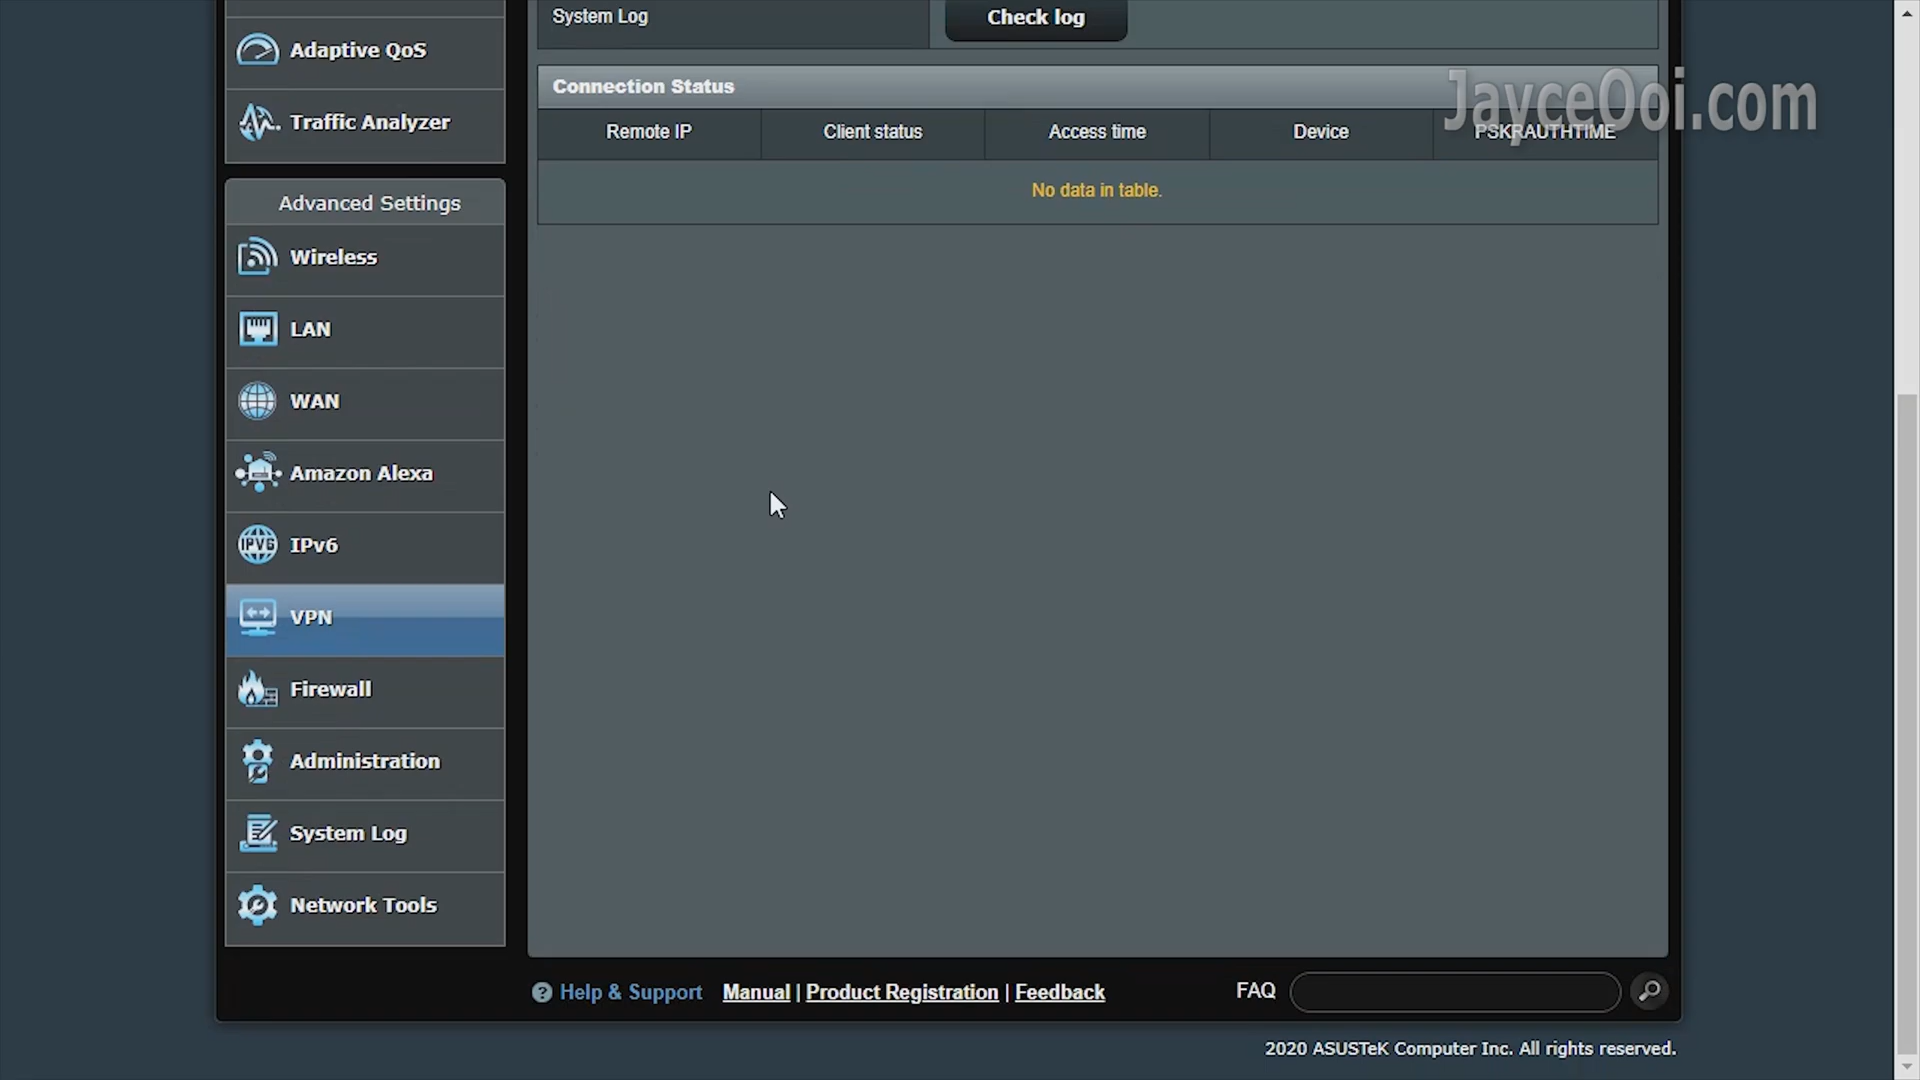 System Log
Check log
Adaptive QoS
Traffic Analyzer
Connection Status
JayceOoi.com
Remote IP
Client status
Access time
Device
PSKRAUTHTIME
No data in table.
Advanced Settings
Wireless
LAN
WAN
Amazon Alexa
IPV6
IPv6
VPN
Firewall
Administration
System Log
Network Tools
? Help & Support Manual | Product Registration | Feedback
FAQ
2020 ASUSTeK Computer Inc. All rights reserved.